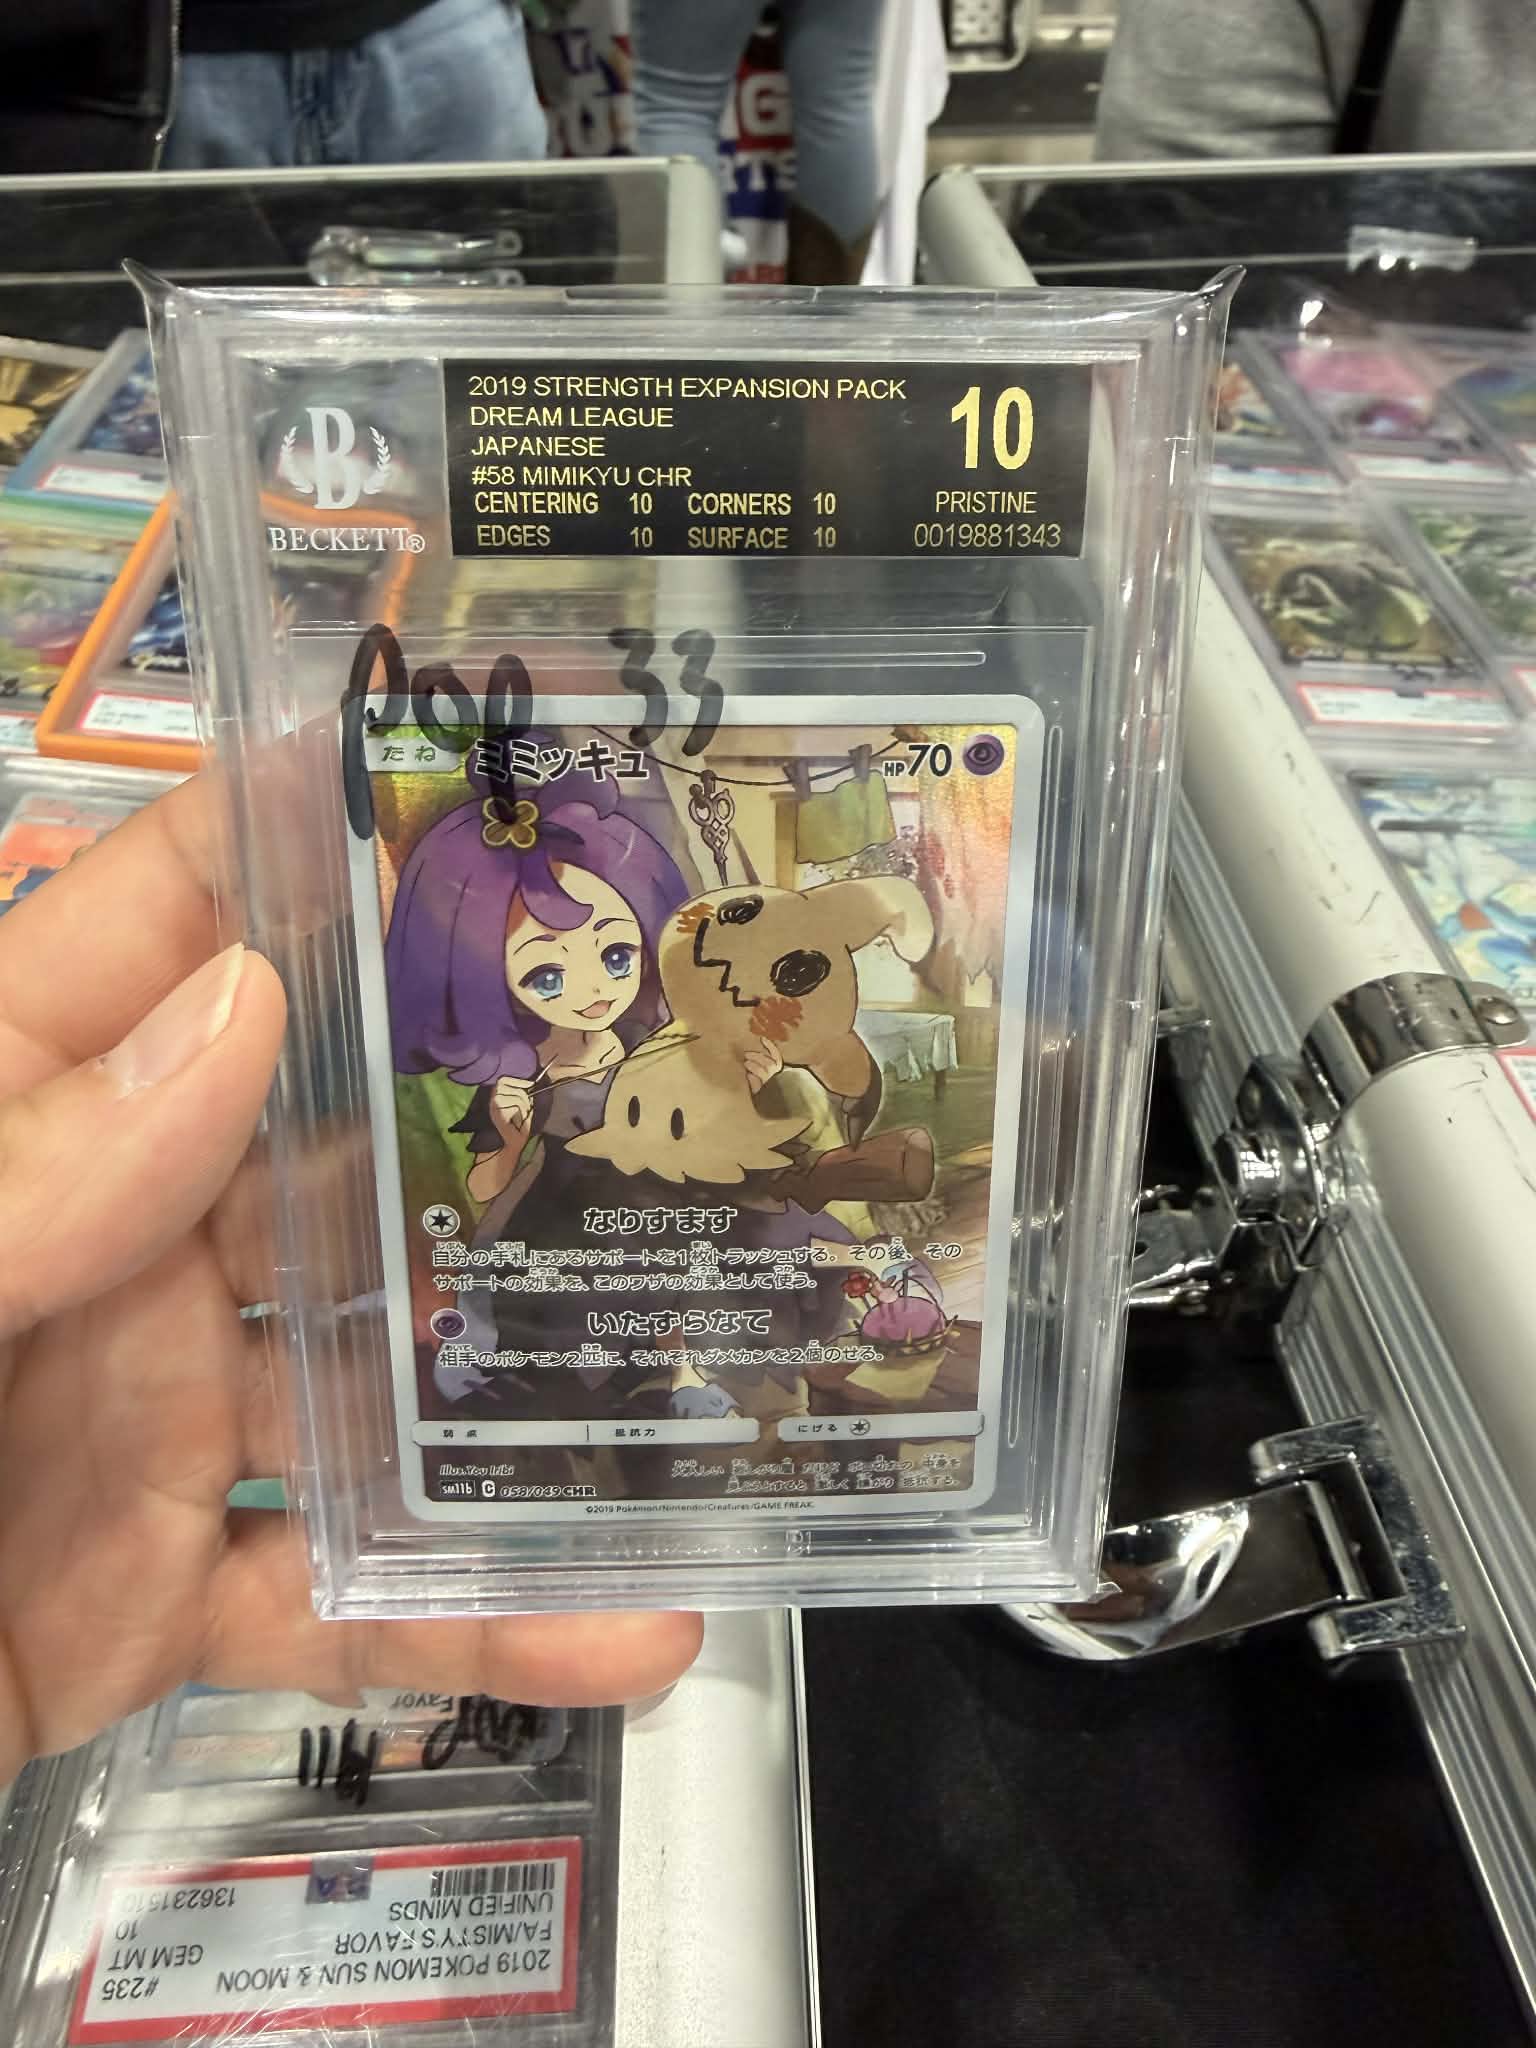 G
RTS
2019 STRENGTH EXPANSION PACK
DREAM LEAGUE
JAPANESE
#58 MIMIKYU CHR
CENTERING 10 CORNERS 10
EDGES 10 SURFACE 10
10
PRISTINE
0019881343
B
BECKETT®
POP 33
たね ミミッキュ HP70
なりすます
自分の手札にあるサポートを1枚トラッシュする。その後、その
サポートの効果を、このワザの効果として使う。
いたずらなて
相手のポケモン2匹に、それぞれダメカンを2個のせる。
弱点 抵抗力 にげる
Illus. You Iribi
sm11b C 058/049 CHR
©2019 Pokémon/Nintendo/Creatures/GAME FREAK.
2019 POKEMON SUN & MOON #235
FA/MISTY'S FAVOR GEM MT
UNIFIED MINDS 10